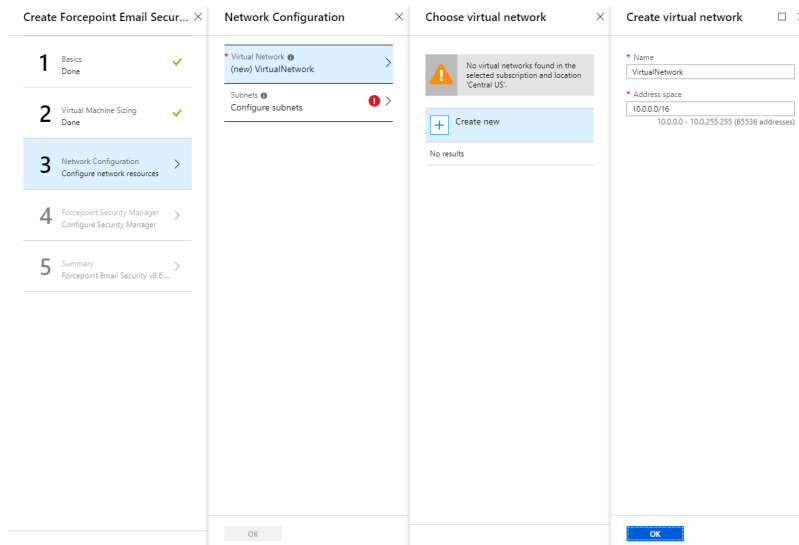 Create Forcepoint Email Secur...
1
Basics
Done
2
Virtual Machine Sizing
Done
3
Network Configuration
Configure network resources
4
Forcepoint Security Manager
Configure Security Manager
5
Summary
Forcepoint Email Security v8.6....
Network Configuration
* Virtual Network
(new) VirtualNetwork
Subnets
Configure subnets
OK
Choose virtual network
No virtual networks found in the
selected subscription and location
'Central US'.
Create new
No results
Create virtual network
* Name
VirtualNetwork
* Address space
10.0.0.0/16
10.0.0.0 - 10.0.255.255 (65536 addresses)
OK